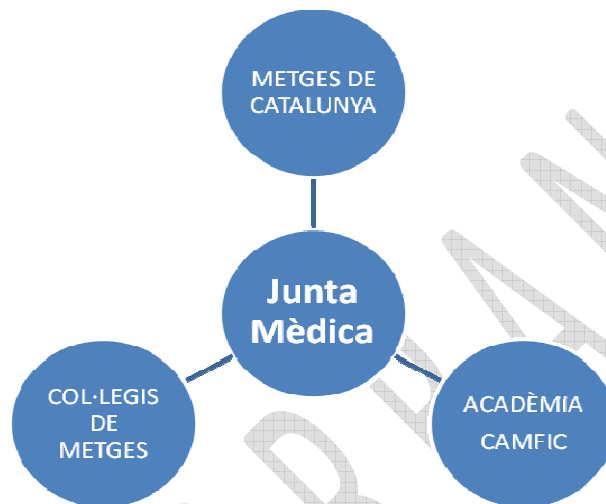 METGES DE
CATALUNYA
Junta
Mèdica
COL·LEGIS
DE
METGES
ACADÈMIA
CAMFIC